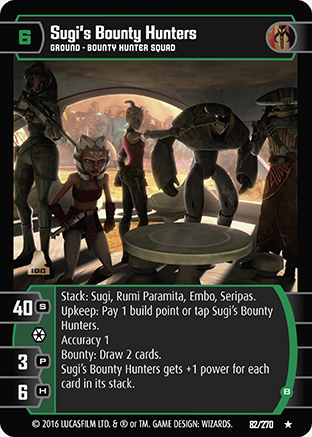 6
Sugi's Bounty Hunters
GROUND - BOUNTY HUNTER SQUAD
IDC
40 S
3 P
6 H
Stack: Sugi, Rumi Paramita, Embo, Seripas.
Upkeep: Pay 1 build point or tap Sugi's Bounty
Hunters.
Accuracy 1
Bounty: Draw 2 cards.
Sugi's Bounty Hunters gets +1 power for each
card in its stack.
B
© 2016 LUCASFILM LTD. & ® or TM. GAME DESIGN: WIZARDS.
82/270